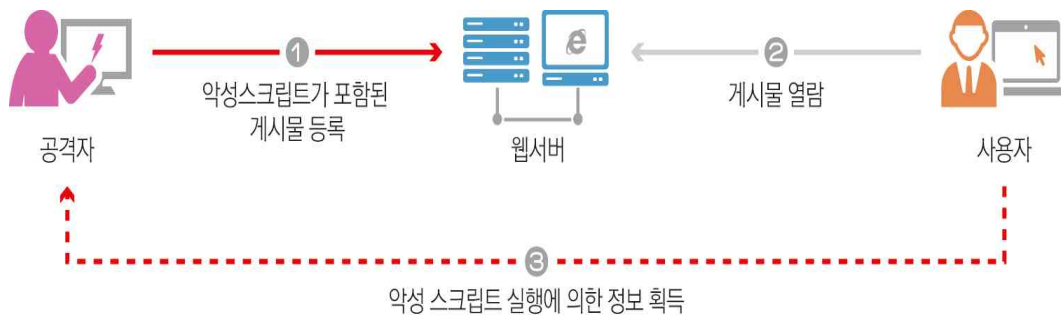 1
악성스크립트가 포함된
게시물 등록
2
게시물 열람
공격자
웹서버
사용자
3
악성 스크립트 실행에 의한 정보 획득